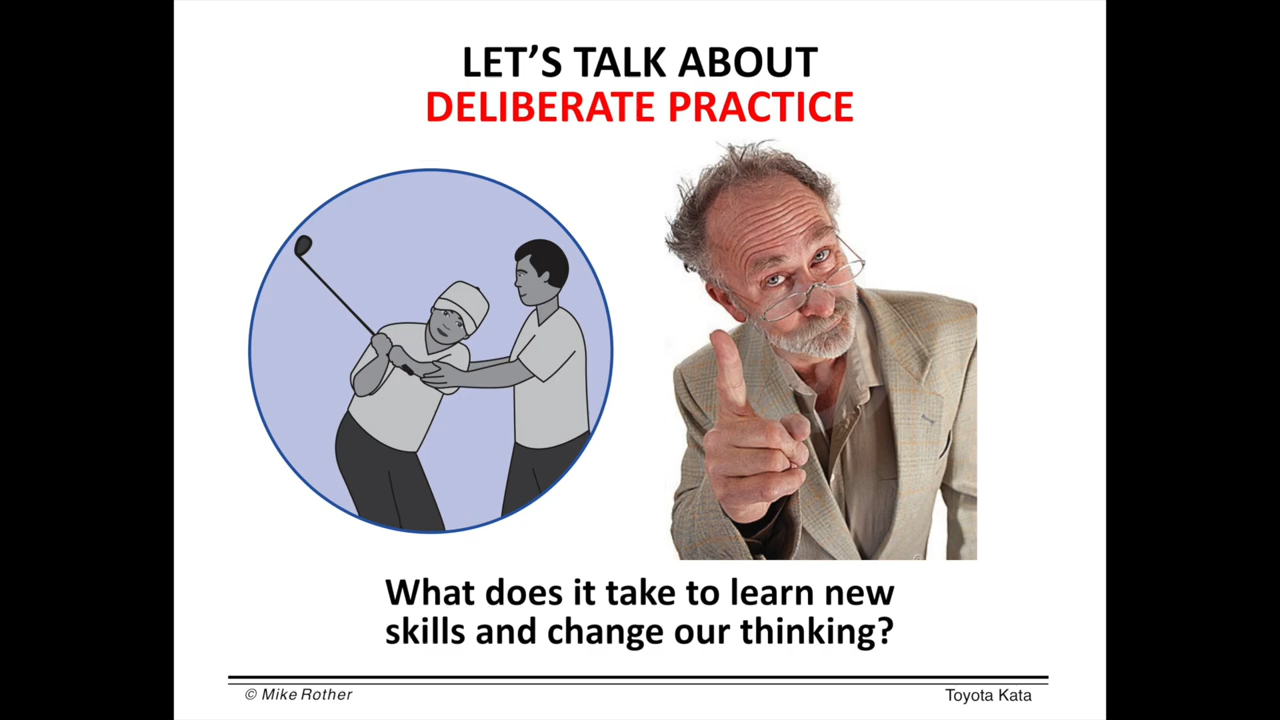 LET'S TALK ABOUT
DELIBERATE PRACTICE
What does it take to learn new
skills and change our thinking?
© Mike Rother
Toyota Kata